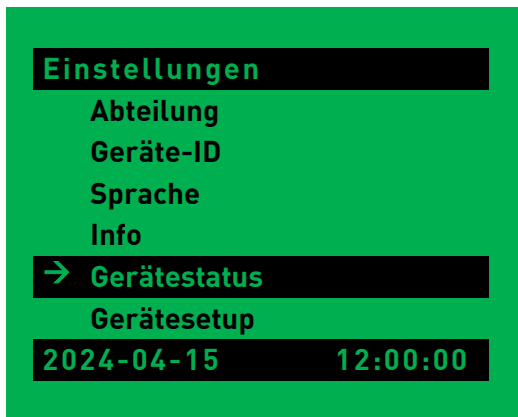 Einstellungen
Abteilung
Geräte-ID
Sprache
Info
→ Gerätestatus
Gerätesetup
2024-04-15 12:00:00